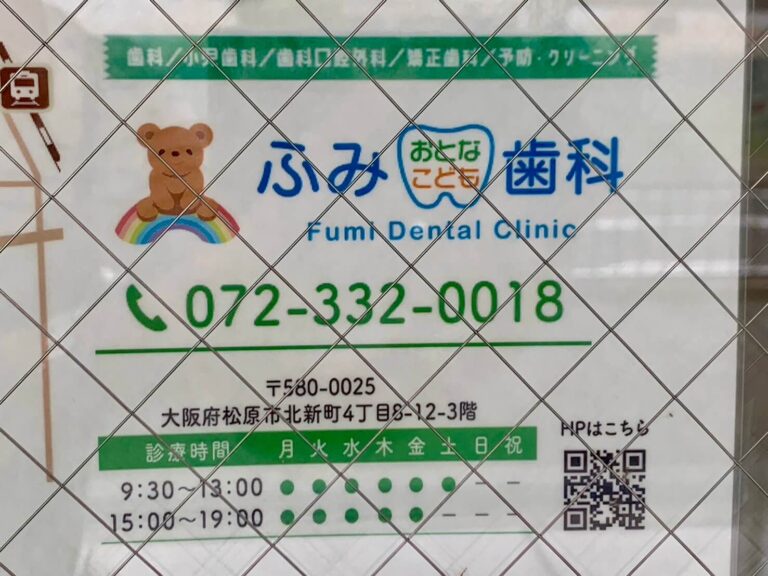 歯科／小児歯科／歯科口腔外科／矯正歯科／予防・クリーニング
ふみ おとな こども 歯科
Fumi Dental Clinic
072-332-0018
〒580-0025
大阪府松原市北新町4丁目8-12-3階
HPはこちら
診療時間 月 火 水 木 金 土 日 祝
9:30～13:00 ● ● ● ● ● ● － －
15:00～19:00 ● ● ● ● ● － － －